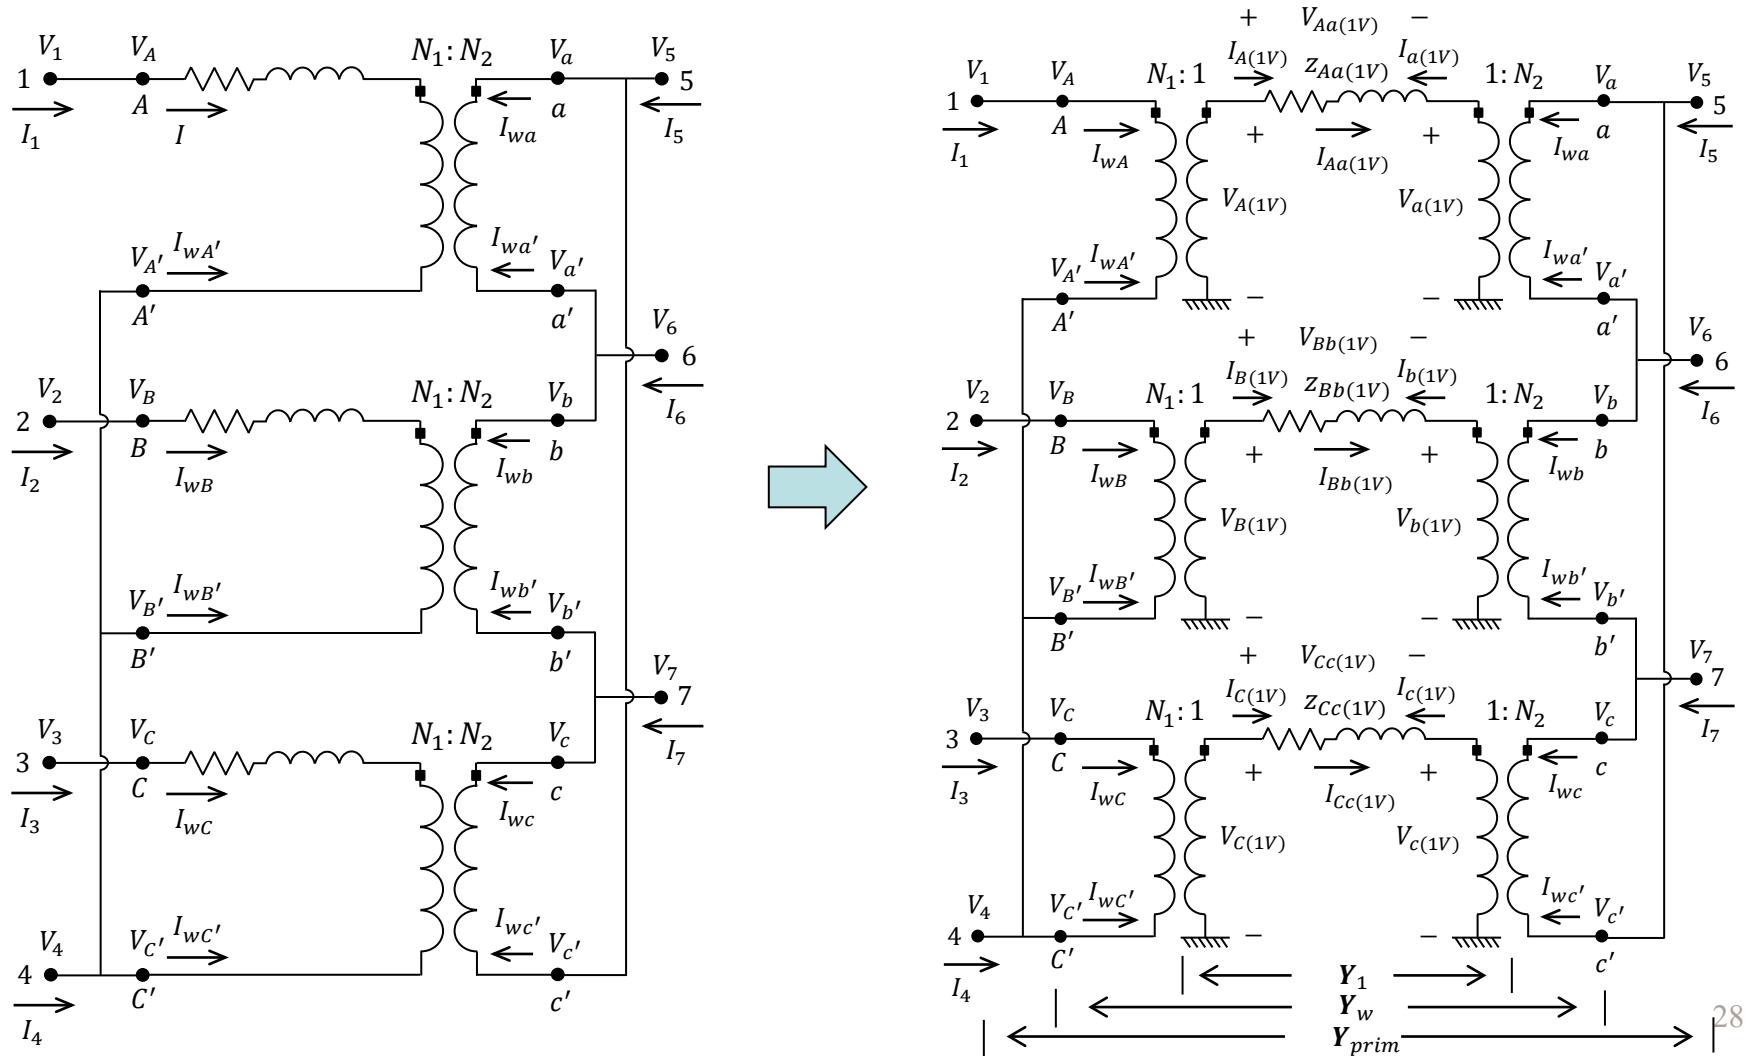 V_1 V_A N_1: N_2 V_a V_5
1 A I_1 I I_wa a 5 I_5
V_A' I_wA' I_wa' V_a'
A' a' V_6 6
V_2 V_B N_1: N_2 V_b I_6
2 B I_2 I_wB I_wb b
V_B' I_wB' I_wb' V_b'
B' b' V_7 7
V_3 V_C N_1: N_2 V_c I_7
3 C I_3 I_wC I_wc c
V_4 V_C' I_wC' I_wc' V_c'
4 C' c'
I_4
+ V_Aa(1V) −
V_1 V_A N_1: 1 I_A(1V) z_Aa(1V) I_a(1V) 1: N_2 V_a V_5
1 A I_1 I_wA + I_Aa(1V) + I_wa a 5 I_5
V_A(1V) V_a(1V)
V_A' I_wA' − − I_wa' V_a'
A' a' V_6 6
+ V_Bb(1V) −
V_2 V_B N_1: 1 I_B(1V) z_Bb(1V) I_b(1V) 1: N_2 V_b I_6
2 B I_2 I_wB + I_Bb(1V) + I_wb b
V_B(1V) V_b(1V)
V_B' I_wB' − − I_wb' V_b'
B' b' V_7 7
+ V_Cc(1V) −
V_3 V_C N_1: 1 I_C(1V) z_Cc(1V) I_c(1V) 1: N_2 V_c I_7
3 C I_3 I_wC + I_Cc(1V) + I_wc c
V_C(1V) V_c(1V)
V_4 V_C' I_wC' − − I_wc' V_c'
4 C' c'
I_4 Y_1
Y_w
Y_prim
28